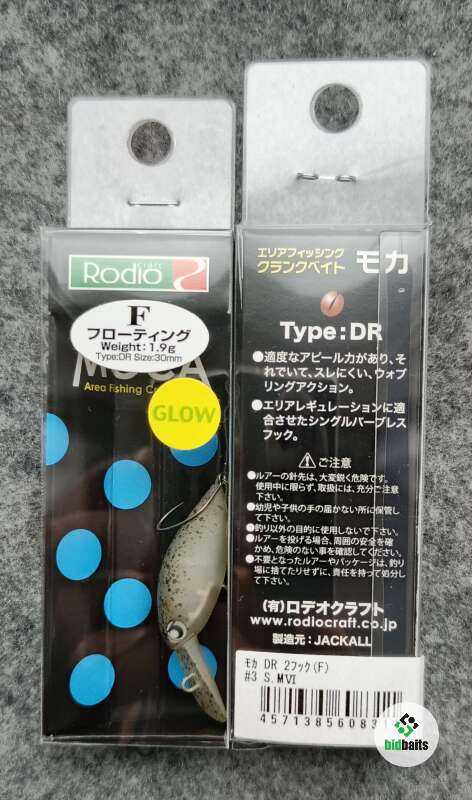 craft
Rodio
F
フローティング
Weight: 1.9g
Type:DR Size:30mm
MOCA
Area Fishing
GLOW
エリアフィッシング
クランクベイト モカ
Type:DR
●適度なアピール力があり、そ
れでいて、スレにくい、ウォブ
リングアクション。
●エリアレギュレーションに適
合させたシングルバーブレス
フック。
⚠ご注意
●ルアーの針先は、大変鋭く危険です。
使用中に限らず、取扱には、充分ご注意
下さい。
●幼児や子供の手の届かない所に保管し
て下さい。
●釣り以外の目的に使用しないで下さい。
●ルアーを投げる場合、周囲の安全を確
かめ、危険のない事を確認してください。
●不要となったルアーやパッケージは、釣り
場に捨てたりせずに、責任を持って処分し
て下さい。
(有)ロデオクラフト
www.rodiocraft.co.jp
製造元：JACKALL
モカ DR 2フック(F)
#3 S.MⅥ
457138560831
bidbaits